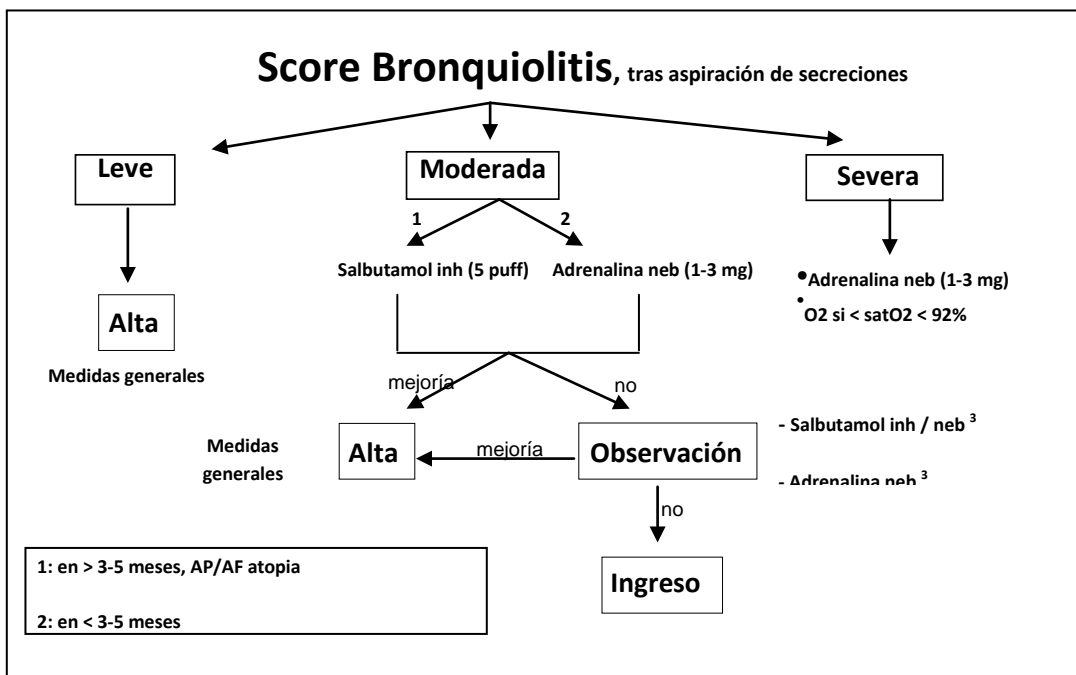 Score Bronquiolitis, tras aspiración de secreciones
Leve
Moderada
Severa
1
2
Salbutamol inh (5 puff)
Adrenalina neb (1-3 mg)
•Adrenalina neb (1-3 mg)
•O2 si < satO2 < 92%
Alta
Medidas generales
mejoría
no
Medidas
generales
Alta
mejoría
Observación
- Salbutamol inh / neb ³
- Adrenalina neb ³
no
Ingreso
1: en > 3-5 meses, AP/AF atopia
2: en < 3-5 meses